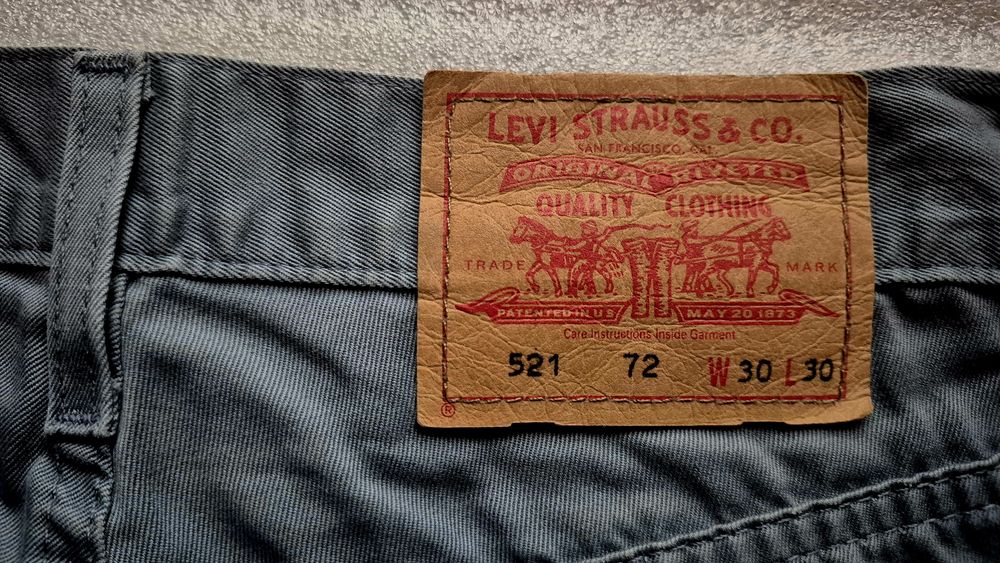 LEVI STRAUSS & CO.
SAN FRANCISCO, CAL.
ORIGINAL RIVETED
QUALITY CLOTHING
TRADE MARK
PATENTED IN U S MAY 20 1873
Care Instructions Inside Garment
521 72 W 30 L 30
®